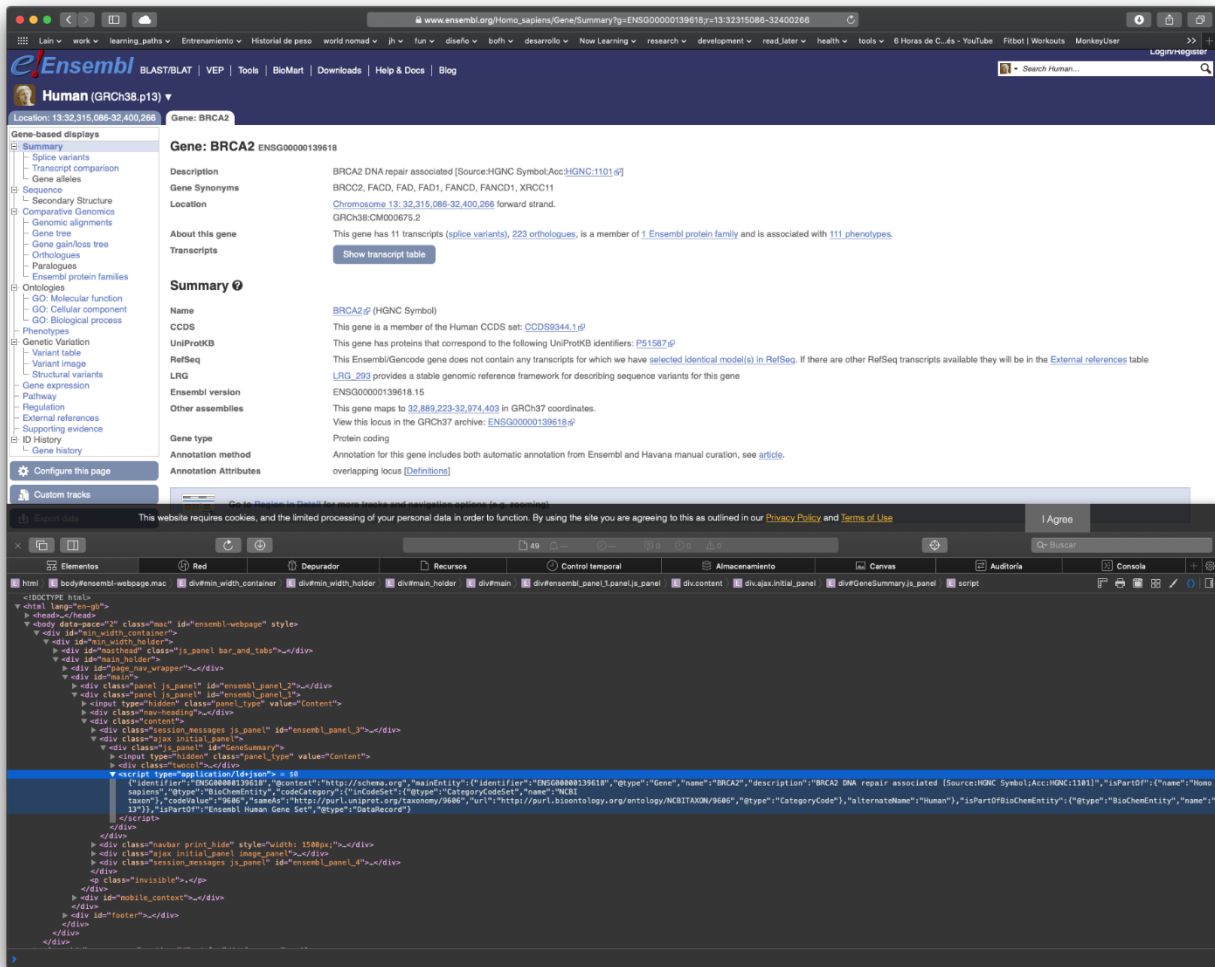 www.ensembl.org/Homo_sapiens/Gene/Summary?g=ENSG00000139618;r=13:32315086-32400266
Lain work learning_paths Entrenamiento Historial de peso world nomad jh fun diseño bofh desarrollo Now Learning research development read_later health tools 6 Horas de C...és - YouTube Fitbot | Workouts MonkeyUser >> +
Login/Register
e!Ensembl BLAST/BLAT | VEP | Tools | BioMart | Downloads | Help & Docs | Blog
Search Human...
Human (GRCh38.p13) ▼
Location: 13:32,315,086-32,400,266 Gene: BRCA2
Gene-based displays
Summary
Splice variants
Transcript comparison
Gene alleles
Sequence
Secondary Structure
Comparative Genomics
Genomic alignments
Gene tree
Gene gain/loss tree
Orthologues
Paralogues
Ensembl protein families
Ontologies
GO: Molecular function
GO: Cellular component
GO: Biological process
Phenotypes
Genetic Variation
Variant table
Variant image
Structural variants
Gene expression
Pathway
Regulation
External references
Supporting evidence
ID History
Gene history
Configure this page
Custom tracks
Export data
Gene: BRCA2 ENSG00000139618
Description BRCA2 DNA repair associated [Source:HGNC Symbol;Acc:HGNC:1101]
Gene Synonyms BRCC2, FACD, FAD, FAD1, FANCD, FANCD1, XRCC11
Location Chromosome 13: 32,315,086-32,400,266 forward strand.
GRCh38:CM000675.2
About this gene This gene has 11 transcripts (splice variants), 223 orthologues, is a member of 1 Ensembl protein family and is associated with 111 phenotypes.
Transcripts Show transcript table
Summary ?
Name BRCA2 (HGNC Symbol)
CCDS This gene is a member of the Human CCDS set: CCDS9344.1
UniProtKB This gene has proteins that correspond to the following UniProtKB identifiers: P51587
RefSeq This Ensembl/Gencode gene does not contain any transcripts for which we have selected identical model(s) in RefSeq. If there are other RefSeq transcripts available they will be in the External references table
LRG LRG_293 provides a stable genomic reference framework for describing sequence variants for this gene
Ensembl version ENSG00000139618.15
Other assemblies This gene maps to 32,889,223-32,974,403 in GRCh37 coordinates.
View this locus in the GRCh37 archive: ENSG00000139618
Gene type Protein coding
Annotation method Annotation for this gene includes both automatic annotation from Ensembl and Havana manual curation, see article.
Annotation Attributes overlapping locus [Definitions]
Go to Region in Detail for more tracks and navigation options (e.g. zooming)
This website requires cookies, and the limited processing of your personal data in order to function. By using the site you are agreeing to this as outlined in our Privacy Policy and Terms of Use
I Agree
49 Buscar
Elementos Red Depurador Recursos Control temporal Almacenamiento Canvas Auditoría Consola
html body#ensembl-webpage.mac div#min_width_container div#min_width_holder div#main_holder div#main div#ensembl_panel_1.panel.js_panel div.content div.ajax.initial_panel div#GeneSummary.js_panel script
<!DOCTYPE html>
<html lang="en-gb">
<head>…</head>
<body data-pace="2" class="mac" id="ensembl-webpage" style>
<div id="min_width_container">
<div id="min_width_holder">
<div id="masthead" class="js_panel bar_and_tabs">…</div>
<div id="main_holder">
<div id="page_nav_wrapper">…</div>
<div id="main">
<div class="panel js_panel" id="ensembl_panel_2">…</div>
<div class="panel js_panel" id="ensembl_panel_1">
<input type="hidden" class="panel_type" value="Content">
<div class="nav-heading">…</div>
<div class="content">
<div class="session_messages js_panel" id="ensembl_panel_3">…</div>
<div class="ajax initial_panel">
<div class="js_panel" id="GeneSummary">
<input type="hidden" class="panel_type" value="Content">
<div class="twocol">…</div>
<script type="application/ld+json"> = $0
{"identifier":"ENSG00000139618","@context":"http://schema.org","mainEntity":{"identifier":"ENSG00000139618","@type":"Gene","name":"BRCA2","description":"BRCA2 DNA repair associated [Source:HGNC Symbol;Acc:HGNC:1101]","isPartOf":{"name":"Homo
sapiens","@type":"BioChemEntity","codeCategory":{"inCodeSet":{"@type":"CategoryCodeSet","name":"NCBI
taxon"},"codeValue":"9606","sameAs":"http://purl.uniprot.org/taxonomy/9606","url":"http://purl.bioontology.org/ontology/NCBITAXON/9606","@type":"CategoryCode"},"alternateName":"Human"},"isPartOfBioChemEntity":{"@type":"BioChemEntity","name":"
13"}},"isPartOf":"Ensembl Human Gene Set","@type":"DataRecord"}
</script>
</div>
</div>
<div class="navbar print_hide" style="width: 1500px;">…</div>
<div class="ajax initial_panel image_panel">…</div>
<div class="session_messages js_panel" id="ensembl_panel_4">…</div>
</div>
<p class="invisible">.</p>
</div>
<div id="mobile_context">…</div>
</div>
<div id="footer">…</div>
</div>
</div>